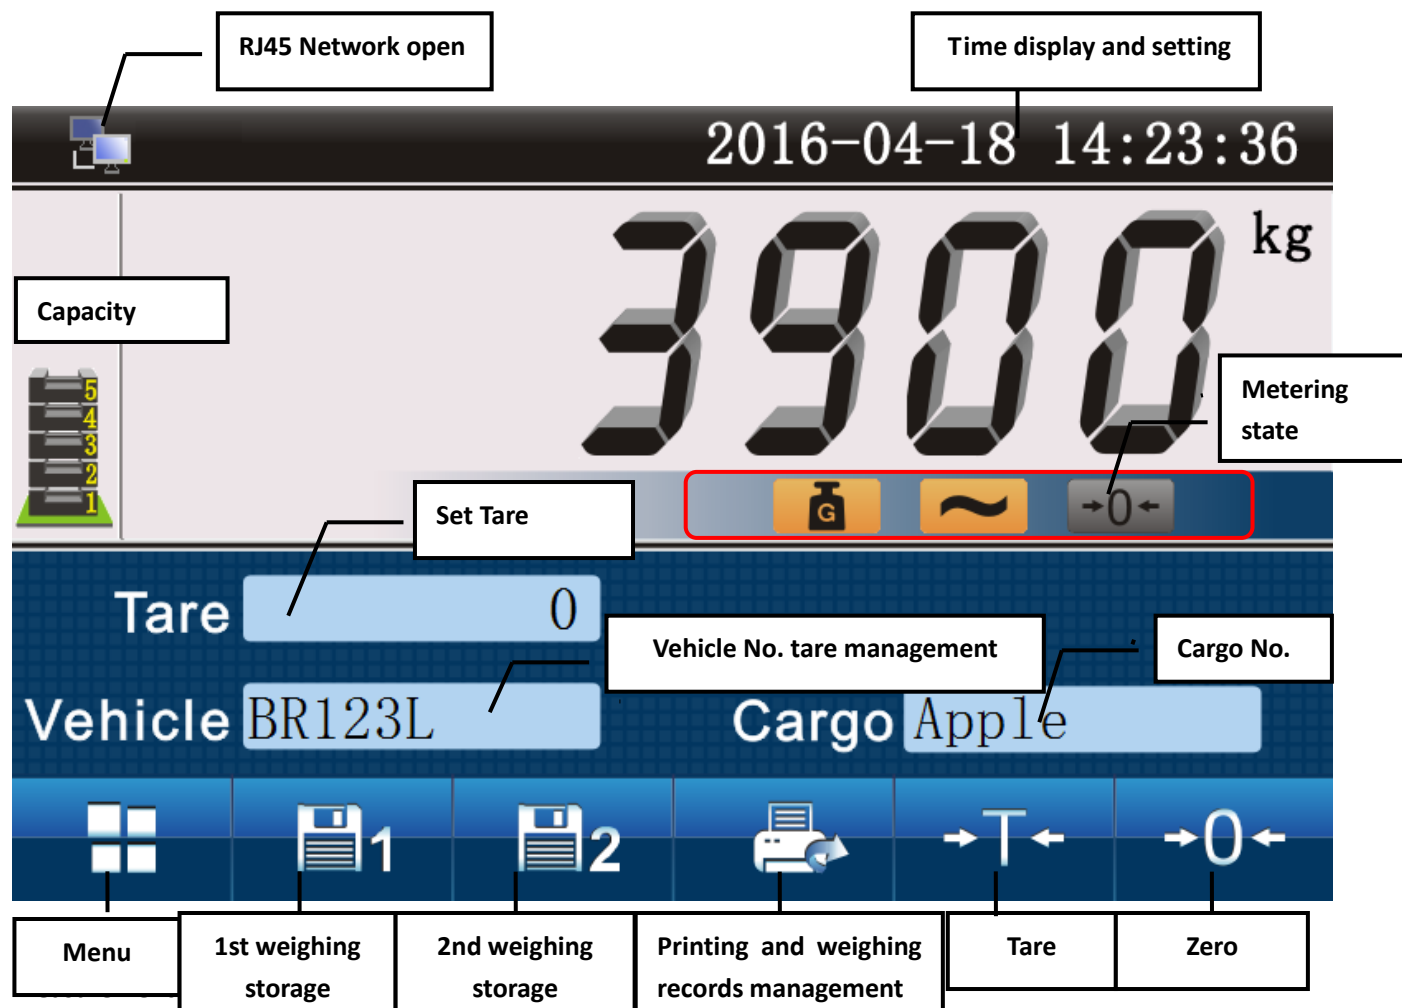 RJ45 Network open
Time display and setting
2016-04-18 14:23:36
3900 kg
Capacity
5
4
3
2
1
Metering
state
G
→0←
Set Tare
Tare 0
Vehicle No. tare management
Cargo No.
Vehicle BR123L
Cargo Apple
1
2
→T←
→0←
Menu
1st weighing
storage
2nd weighing
storage
Printing and weighing
records management
Tare
Zero